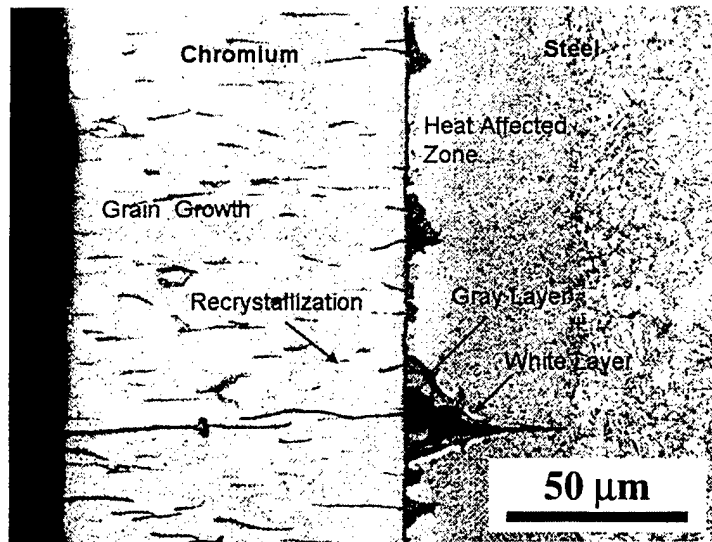 Chromium
Steel
Heat Affected
Zone
Grain Growth
Recrystallization
Gray Layer
White Layer
50 μm